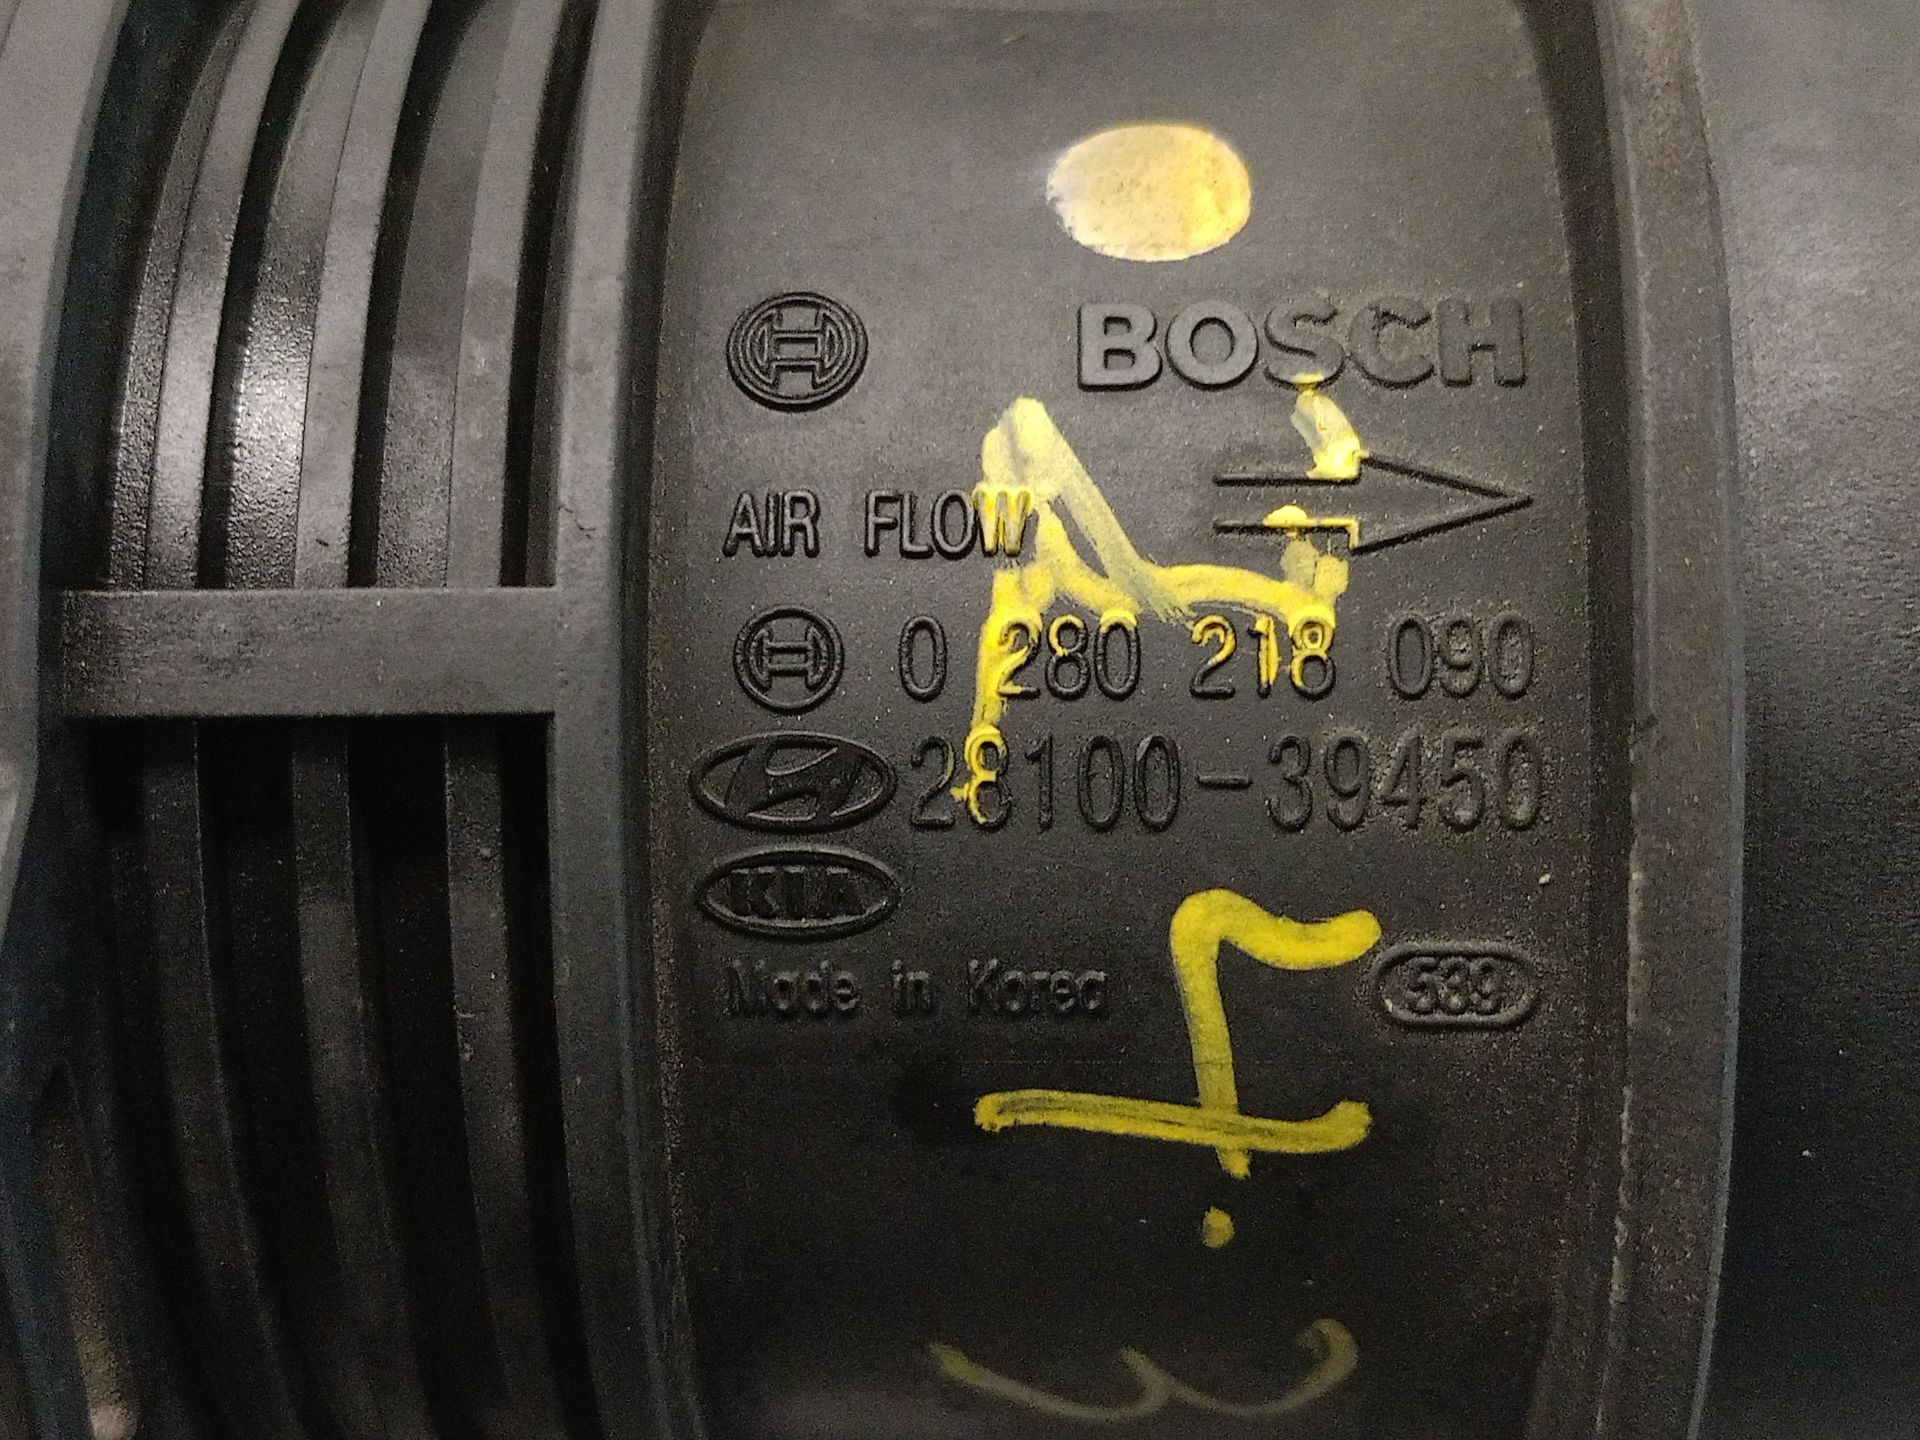 BOSCH
AIR FLOW
0 280 218 090
28100-39450
KIA
Made in Korea
539